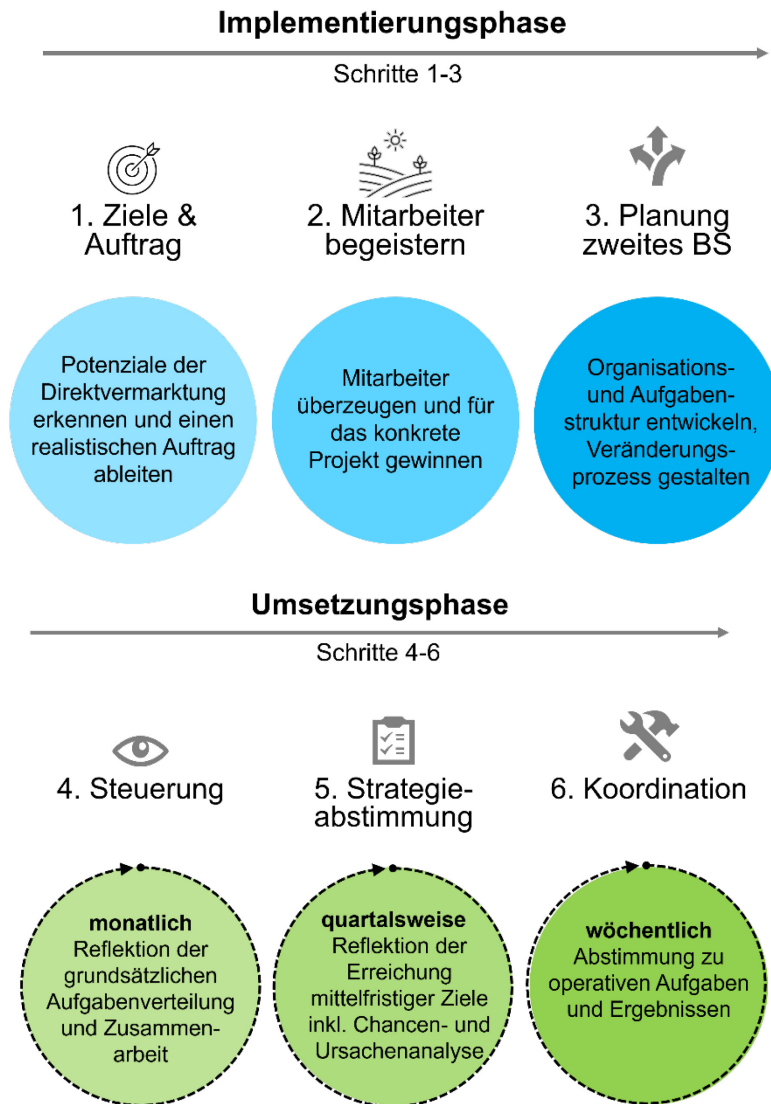 Implementierungsphase
Schritte 1-3
1. Ziele &
Auftrag
2. Mitarbeiter
begeistern
3. Planung
zweites BS
Potenziale der
Direktvermarktung
erkennen und einen
realistischen Auftrag
ableiten
Mitarbeiter
überzeugen und für
das konkrete
Projekt gewinnen
Organisations-
und Aufgaben-
struktur entwickeln,
Veränderungs-
prozess gestalten
Umsetzungsphase
Schritte 4-6
4. Steuerung
5. Strategie-
abstimmung
6. Koordination
monatlich
Reflektion der
grundsätzlichen
Aufgabenverteilung
und Zusammen-
arbeit
quartalsweise
Reflektion der
Erreichung
mittelfristiger Ziele
inkl. Chancen- und
Ursachenanalyse
wöchentlich
Abstimmung zu
operativen Aufgaben
und Ergebnissen